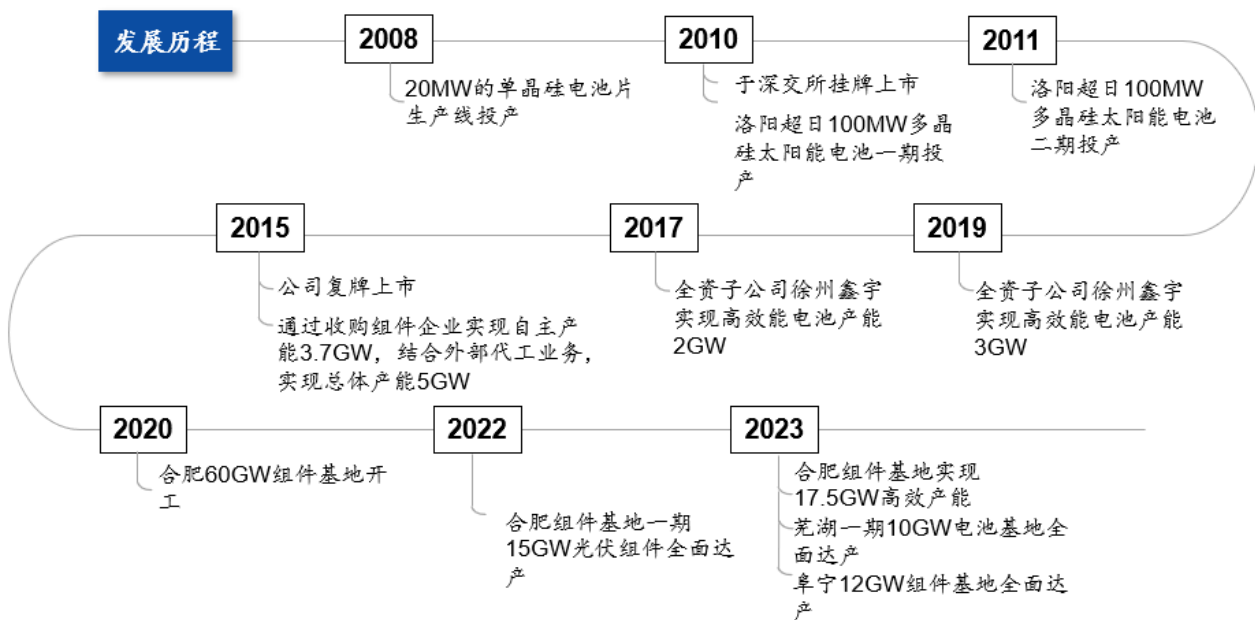 发展历程
2008
20MW的单晶硅电池片
生产线投产
2010
于深交所挂牌上市
洛阳超日100MW多晶
硅太阳能电池一期投
产
2011
洛阳超日100MW
多晶硅太阳能电池
二期投产
2015
公司复牌上市
通过收购组件企业实现自主产
能3.7GW，结合外部代工业务，
实现总体产能5GW
2017
全资子公司徐州鑫宇
实现高效能电池产能
2GW
2019
全资子公司徐州鑫宇
实现高效能电池产能
3GW
2020
合肥60GW组件基地开
工
2022
合肥组件基地一期
15GW光伏组件全面达
产
2023
合肥组件基地实现
17.5GW高效产能
芜湖一期10GW电池基地全
面达产
阜宁12GW组件基地全面达
产